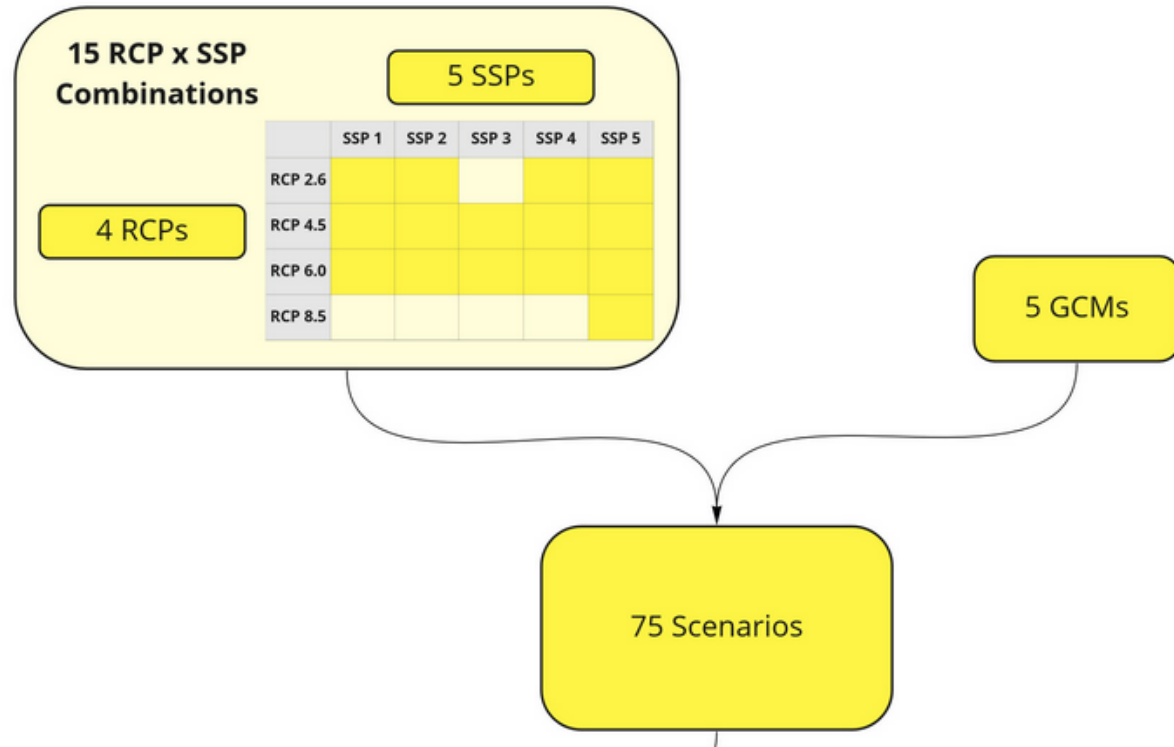 15 RCP x SSP
Combinations
5 SSPs
4 RCPs
SSP 1 SSP 2 SSP 3 SSP 4 SSP 5
RCP 2.6
RCP 4.5
RCP 6.0
RCP 8.5
5 GCMs
75 Scenarios